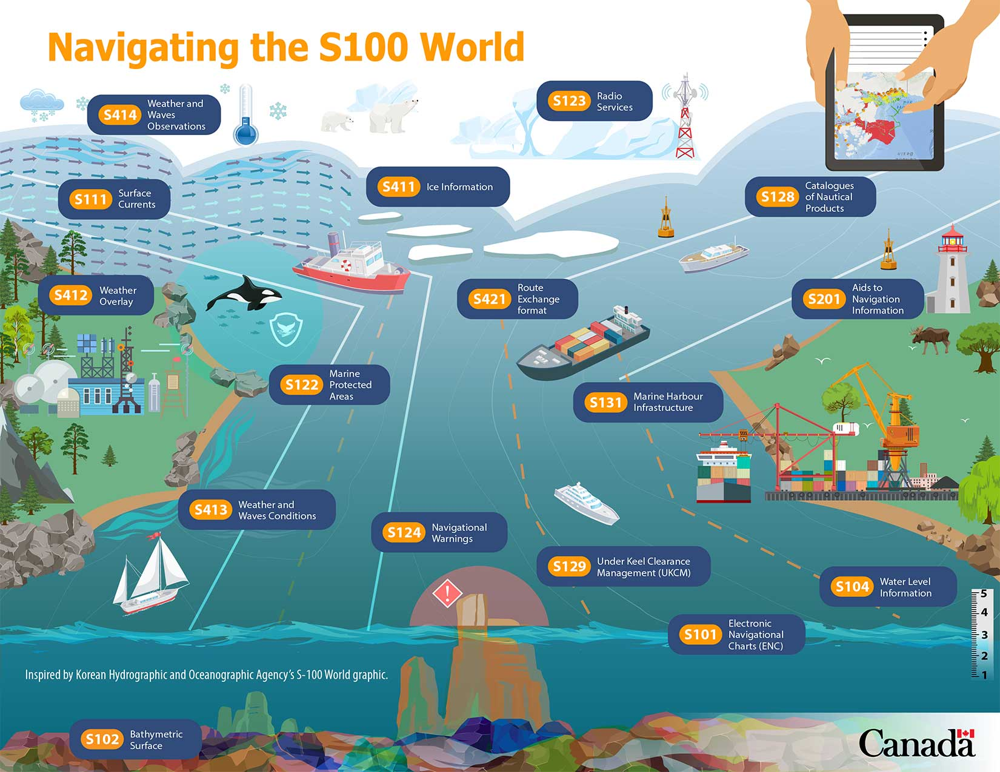 Navigating the S100 World
S414
Weather and
Waves
Observations
S123
Radio
Services
S411
Ice Information
S111
Surface
Currents
S128
Catalogues
of Nautical
Products
S412
Weather
Overlay
S421
Route
Exchange
format
S201
Aids to
Navigation
Information
S122
Marine
Protected
Areas
S131
Marine Harbour
Infrastructure
S413
Weather and
Waves Conditions
S124
Navigational
Warnings
S129
Under Keel Clearance
Management (UKCM)
S104
Water Level
Information
5
4
3
2
1
S101
Electronic
Navigational
Charts (ENC)
!
Inspired by Korean Hydrographic and Oceanographic Agency's S-100 World graphic.
S102
Bathymetric
Surface
Canada